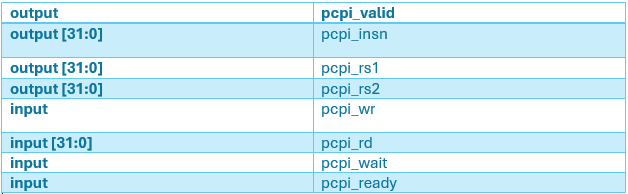 output pcpi_valid
output [31:0] pcpi_insn
output [31:0] pcpi_rs1
output [31:0] pcpi_rs2
input pcpi_wr
input [31:0] pcpi_rd
input pcpi_wait
input pcpi_ready